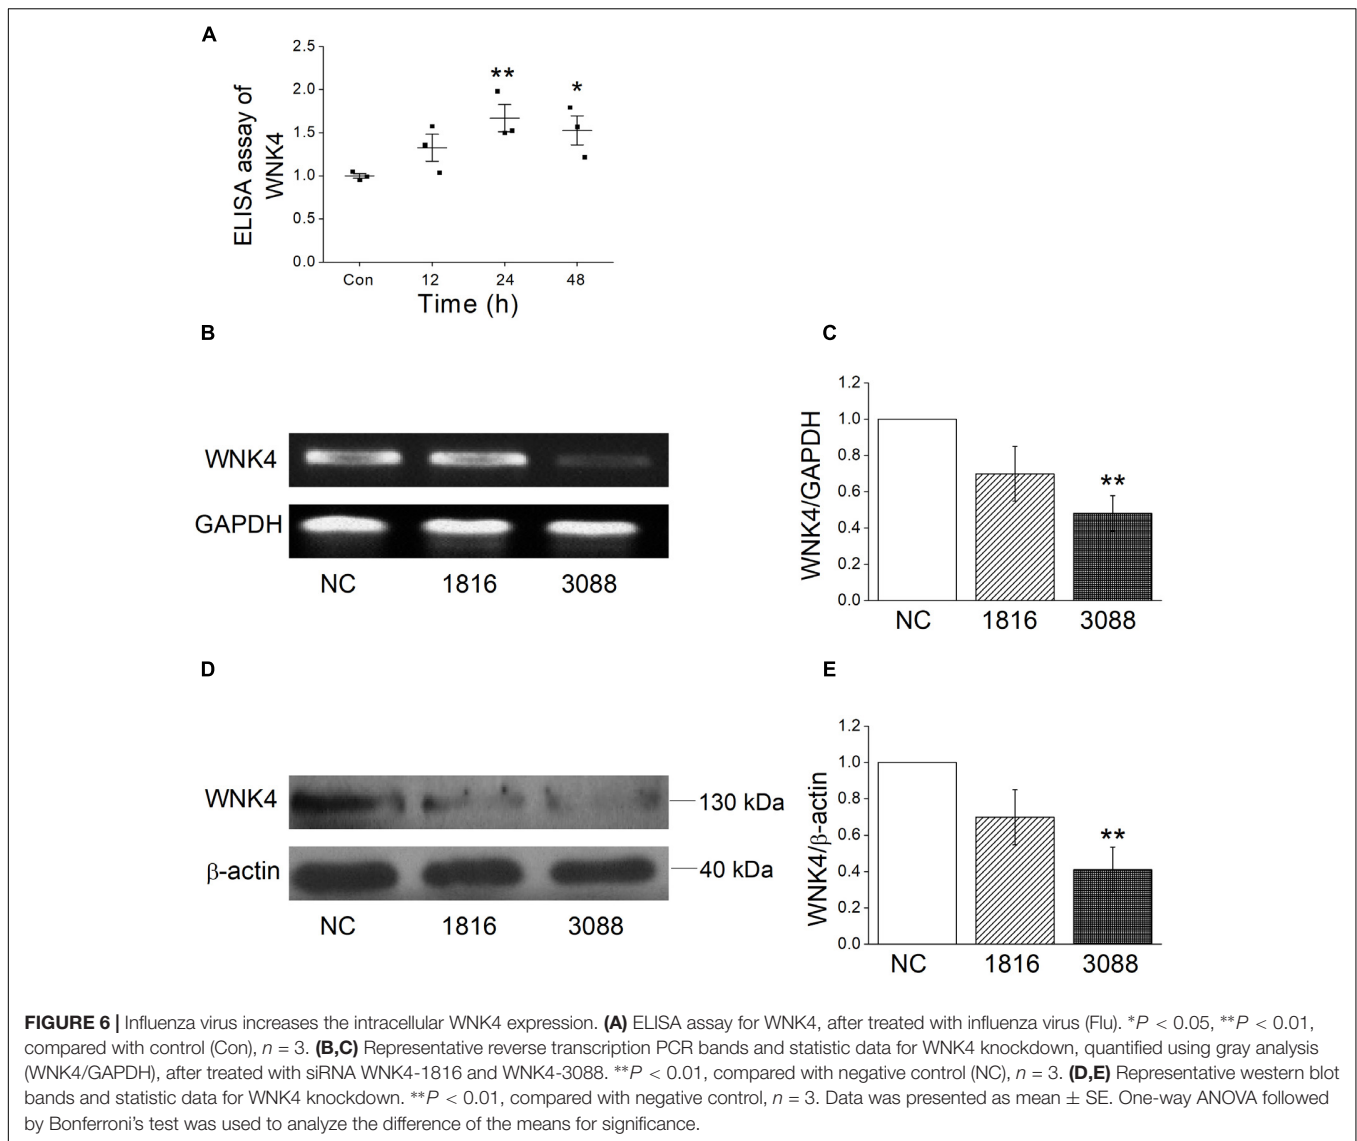 A
2.5
2.0
1.5
1.0
0.5
0.0
ELISA assay of
WNK4
**
*
Con 12 24 48
Time (h)
B
WNK4
GAPDH
NC 1816 3088
C
1.2
1.0
0.8
0.6
0.4
0.2
0.0
WNK4/GAPDH
**
NC 1816 3088
D
WNK4
130 kDa
β-actin
40 kDa
NC 1816 3088
E
1.2
1.0
0.8
0.6
0.4
0.2
0.0
WNK4/β-actin
**
NC 1816 3088
FIGURE 6 | Influenza virus increases the intracellular WNK4 expression. (A) ELISA assay for WNK4, after treated with influenza virus (Flu). *P < 0.05, **P < 0.01,
compared with control (Con), n = 3. (B,C) Representative reverse transcription PCR bands and statistic data for WNK4 knockdown, quantified using gray analysis
(WNK4/GAPDH), after treated with siRNA WNK4-1816 and WNK4-3088. **P < 0.01, compared with negative control (NC), n = 3. (D,E) Representative western blot
bands and statistic data for WNK4 knockdown. **P < 0.01, compared with negative control, n = 3. Data was presented as mean ± SE. One-way ANOVA followed
by Bonferroni's test was used to analyze the difference of the means for significance.